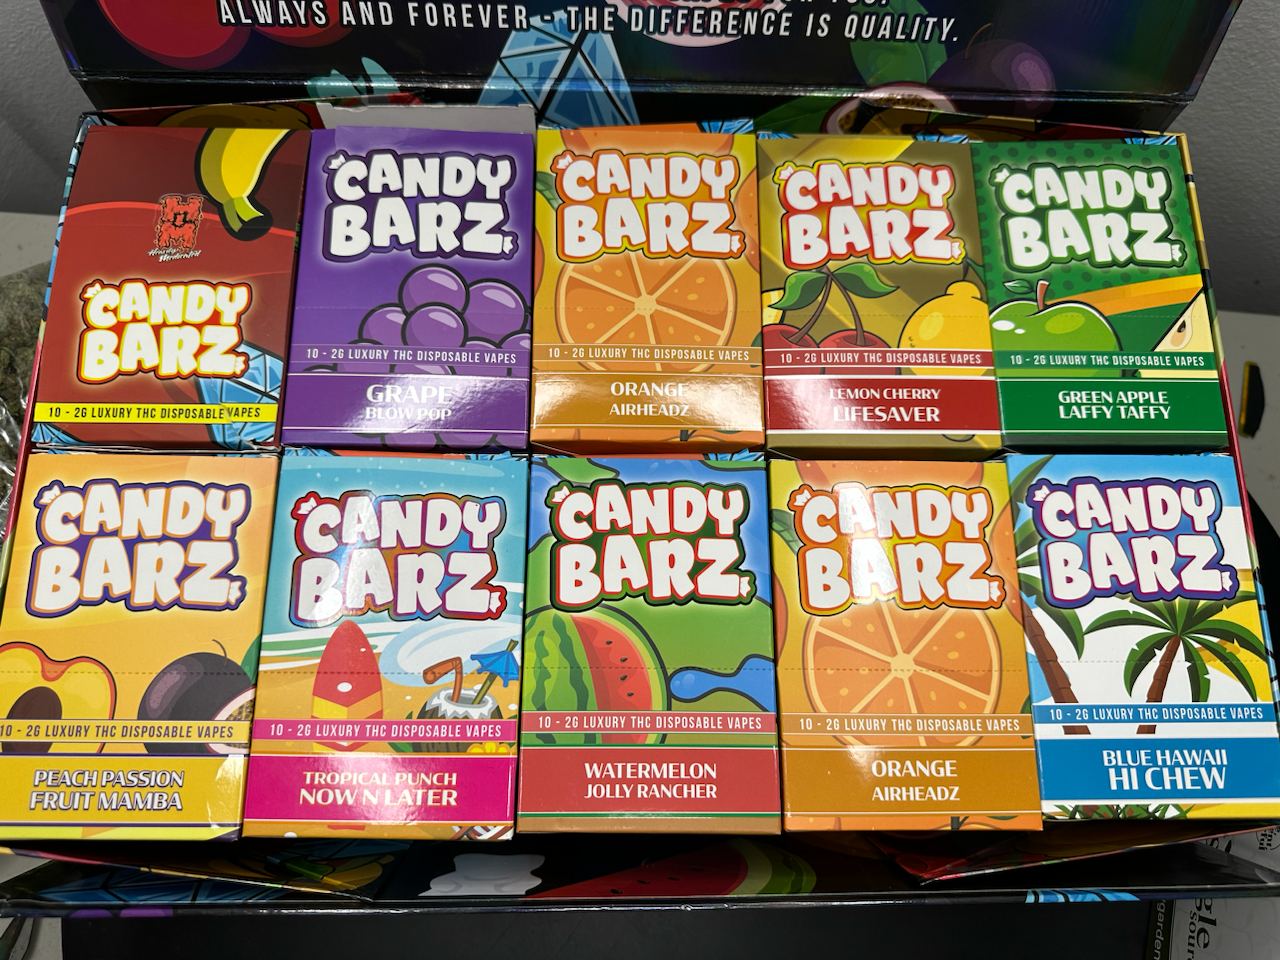 ALWAYS AND FOREVER - THE DIFFERENCE IS QUALITY.
CANDY
BARZ
10 - 2G LUXURY THC DISPOSABLE VAPES
CANDY
BARZ
10 - 2G LUXURY THC DISPOSABLE VAPES
GRAPE
BLOW POP
CANDY
BARZ
10 - 2G LUXURY THC DISPOSABLE VAPES
ORANGE
AIRHEADZ
CANDY
BARZ
10 - 2G LUXURY THC DISPOSABLE VAPES
LEMON CHERRY
LIFESAVER
CANDY
BARZ
10 - 2G LUXURY THC DISPOSABLE VAPES
GREEN APPLE
LAFFY TAFFY
CANDY
BARZ
10 - 2G LUXURY THC DISPOSABLE VAPES
PEACH PASSION
FRUIT MAMBA
CANDY
BARZ
10 - 2G LUXURY THC DISPOSABLE VAPES
TROPICAL PUNCH
NOW N LATER
CANDY
BARZ
10 - 2G LUXURY THC DISPOSABLE VAPES
WATERMELON
JOLLY RANCHER
CANDY
BARZ
10 - 2G LUXURY THC DISPOSABLE VAPES
ORANGE
AIRHEADZ
CANDY
BARZ
10 - 2G LUXURY THC DISPOSABLE VAPES
BLUE HAWAII
HI CHEW